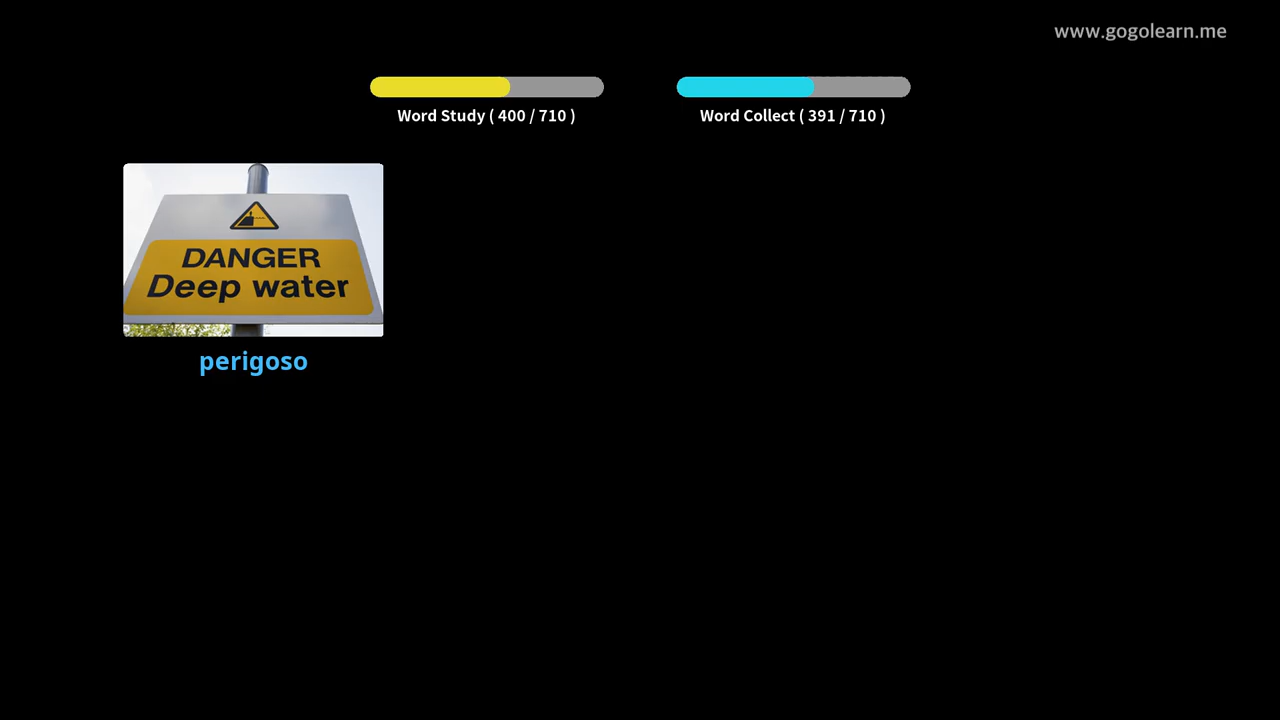 www.gogolearn.me
Word Study ( 400 / 710 )
Word Collect ( 391 / 710 )
DANGER
Deep water
perigoso